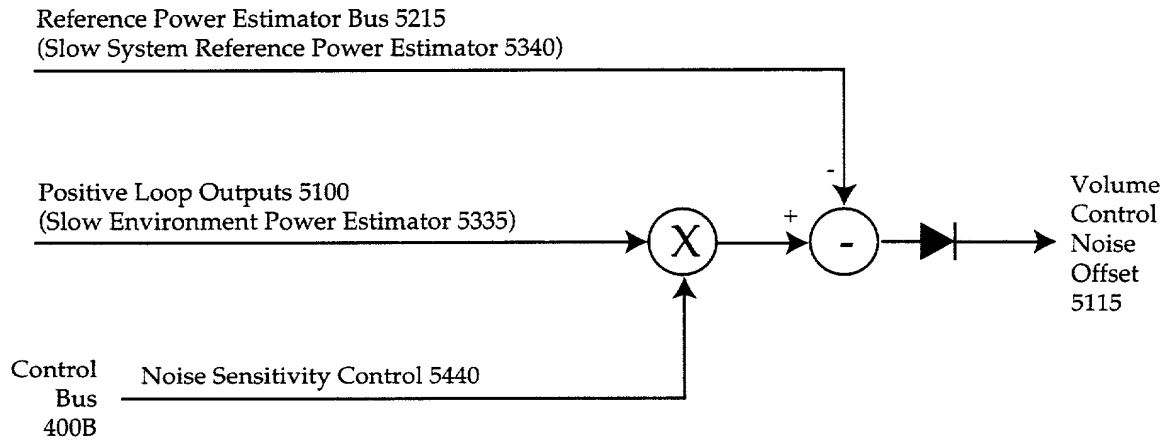 Reference Power Estimator Bus 5215
(Slow System Reference Power Estimator 5340)
-
Positive Loop Outputs 5100
(Slow Environment Power Estimator 5335)
X
+
-
Volume
Control
Noise
Offset
5115
Control
Bus
400B
Noise Sensitivity Control 5440